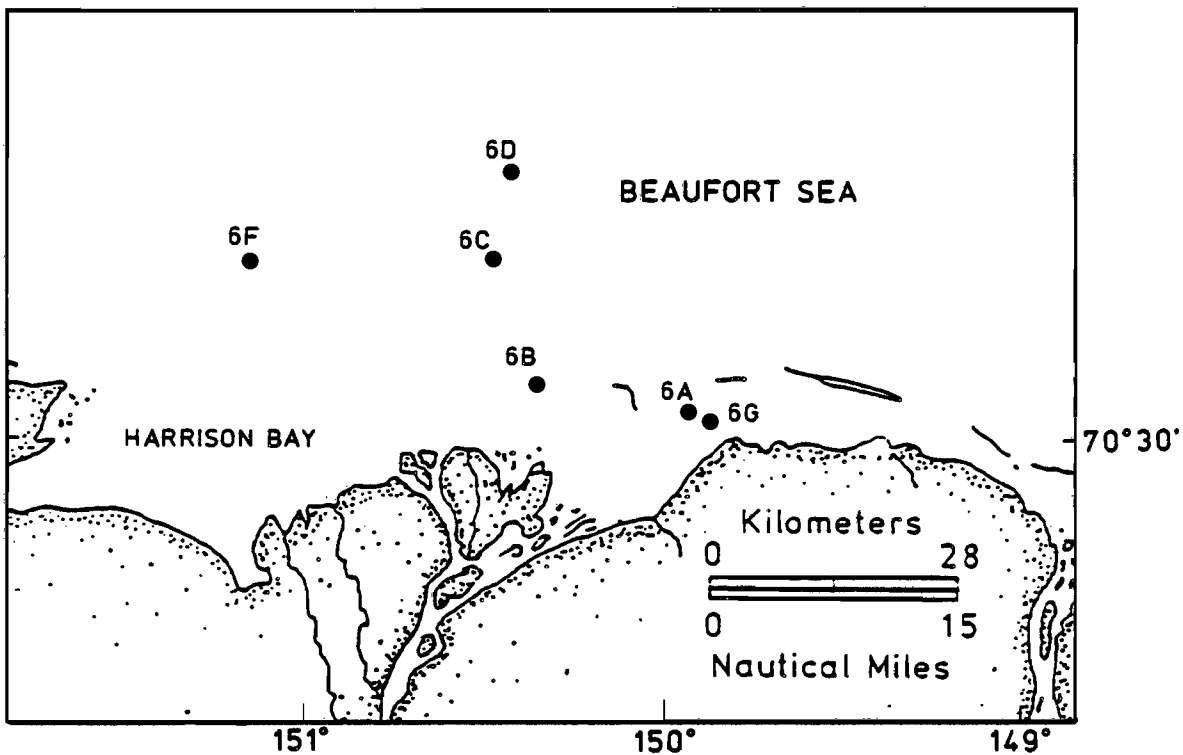 6D
BEAUFORT SEA
6F
6C
6B
6A
6G
HARRISON BAY
70°30'
Kilometers
0 28
0 15
Nautical Miles
151° 150° 149°